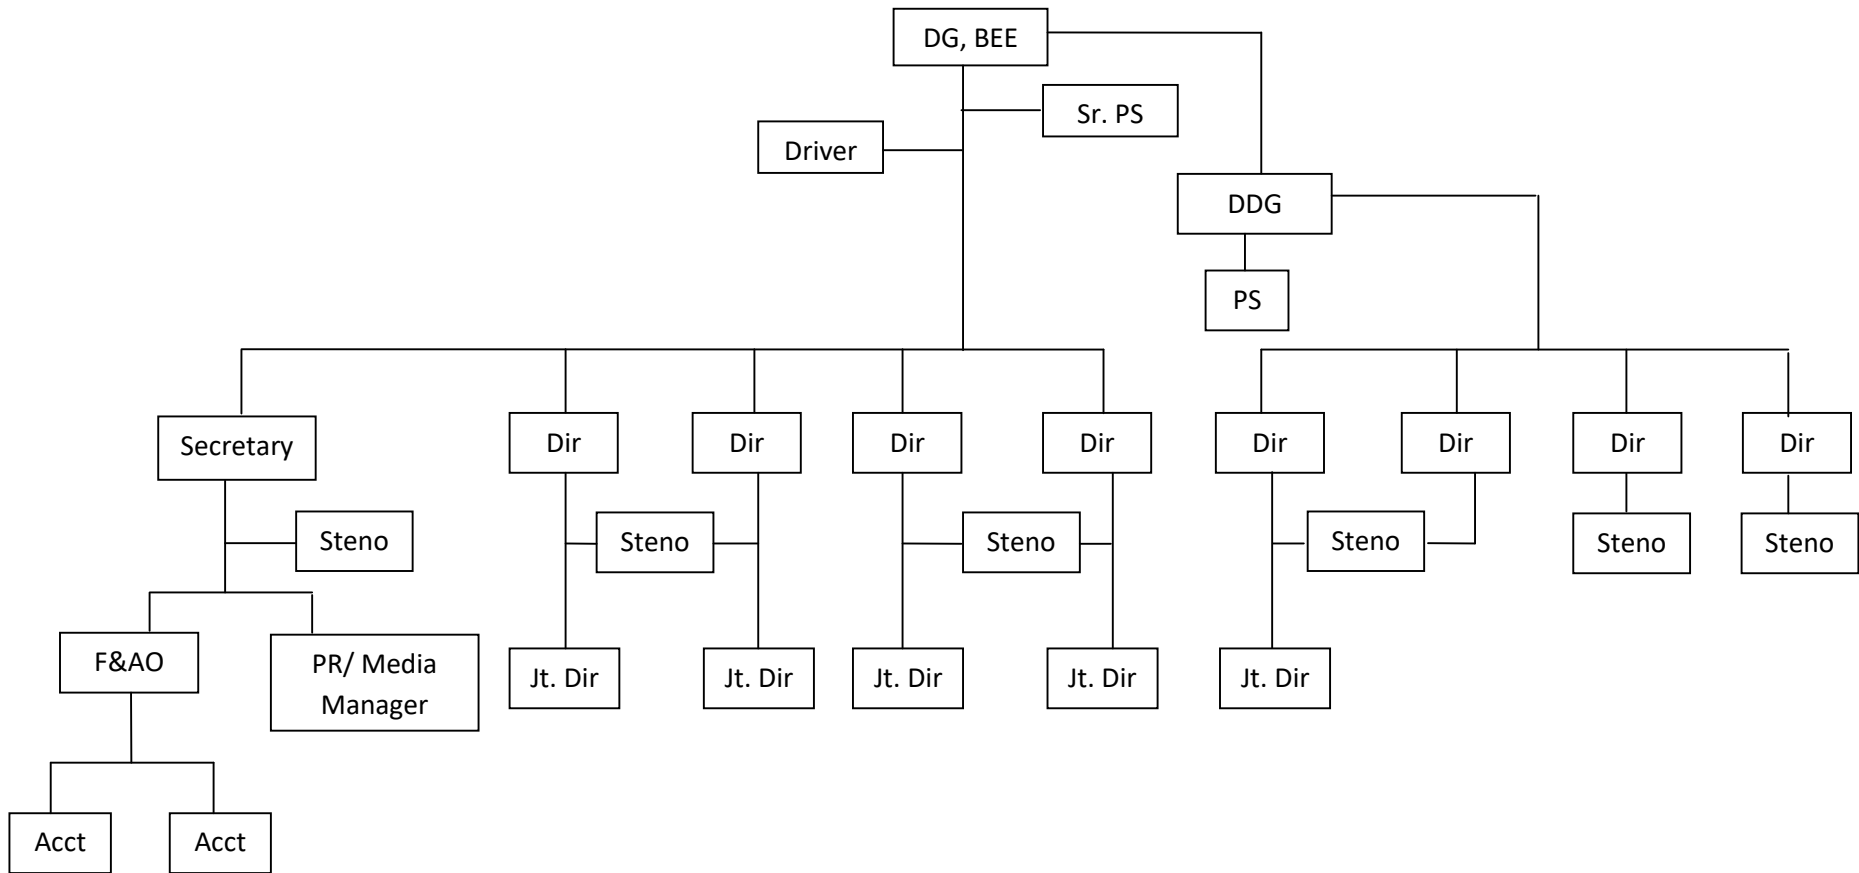 DG, BEE
Sr. PS
Driver
DDG
PS
Secretary
Dir
Dir
Dir
Dir
Dir
Dir
Dir
Dir
Steno
Steno
Steno
Steno
Steno
Steno
F&AO
PR/ Media
Manager
Jt. Dir
Jt. Dir
Jt. Dir
Jt. Dir
Jt. Dir
Acct
Acct